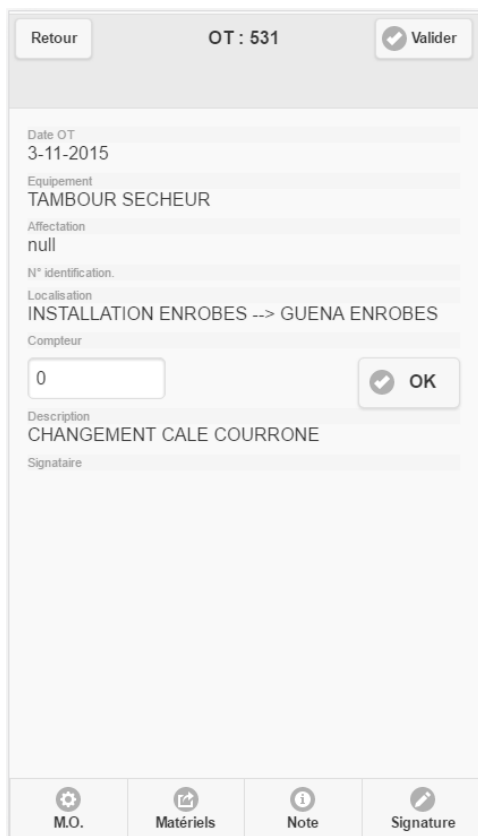 Retour OT : 531 Valider
Date OT
3-11-2015
Equipement
TAMBOUR SECHEUR
Affectation
null
N° identification.
Localisation
INSTALLATION ENROBES --> GUENA ENROBES
Compteur
0 OK
Description
CHANGEMENT CALE COURRONE
Signataire
M.O. Matériels Note Signature